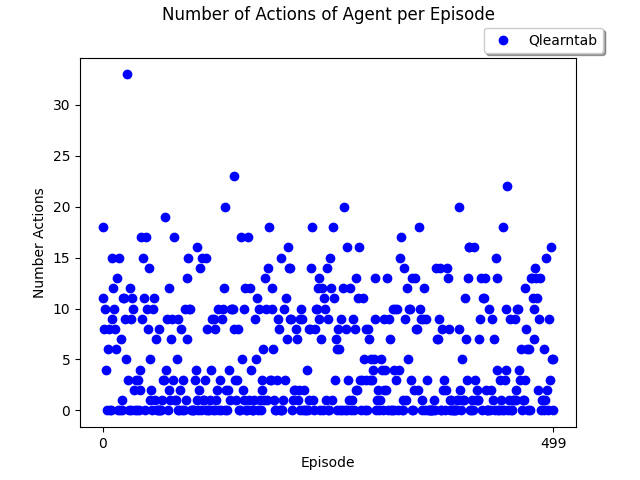 Number of Actions of Agent per Episode
Qlearntab
30
25
20
15
10
5
0
Number Actions
0 499
Episode